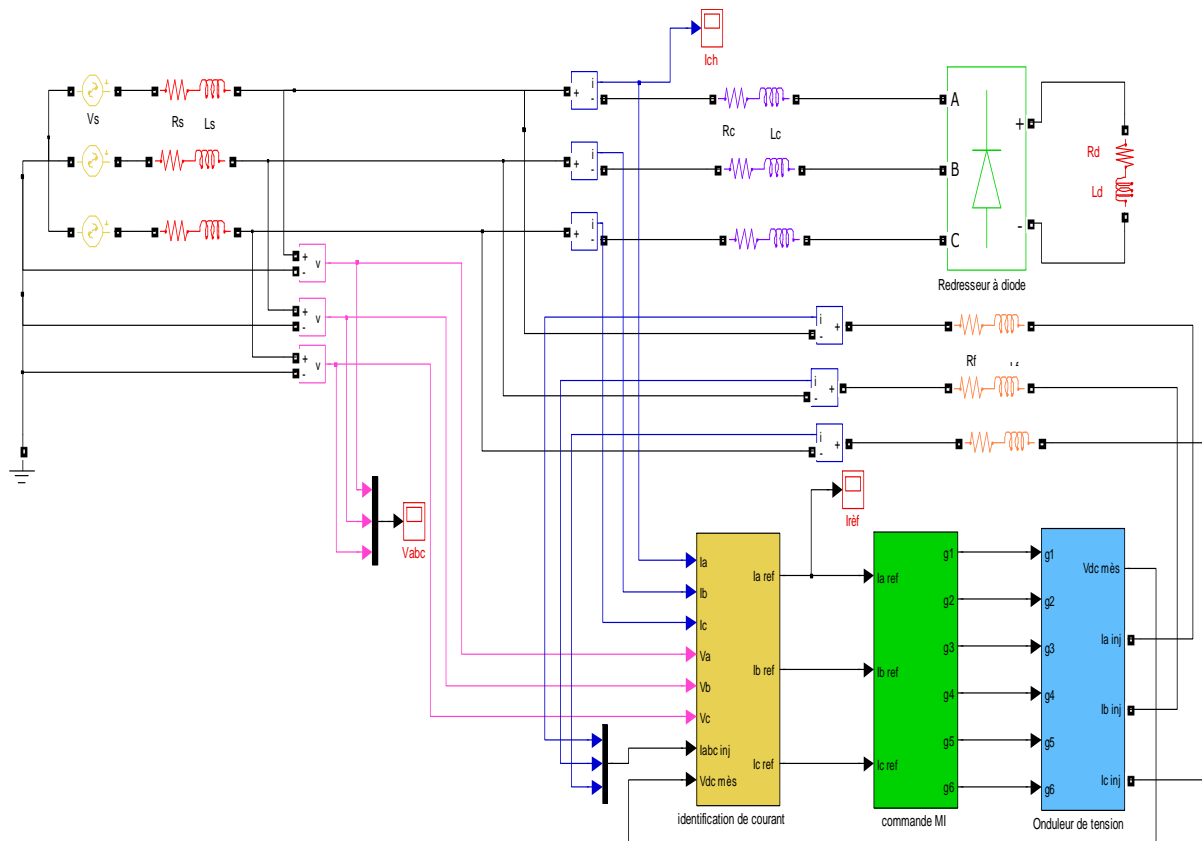 Ich
Vs
Rs Ls
Rc Lc
A
B
C
+
-
Rd
Ld
Redresseur à diode
+ i -
+ i -
+ i -
+ - v
+ - v
+ - v
i - +
i - +
i - +
Rf
Vabc
Irèf
Ia
Ib
Ic
Va
Vb
Vc
Iabc inj
Vdc mès
Ia ref
Ib ref
Ic ref
identification de courant
Ia ref
Ib ref
Ic ref
g1
g2
g3
g4
g5
g6
commande MI
g1
g2
g3
g4
g5
g6
Vdc mès
Ia inj
Ib inj
Ic inj
Onduleur de tension